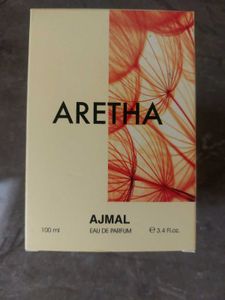 ARETHA
AJMAL
100 ml EAU DE PARFUM ℮ 3.4 Fl.oz.